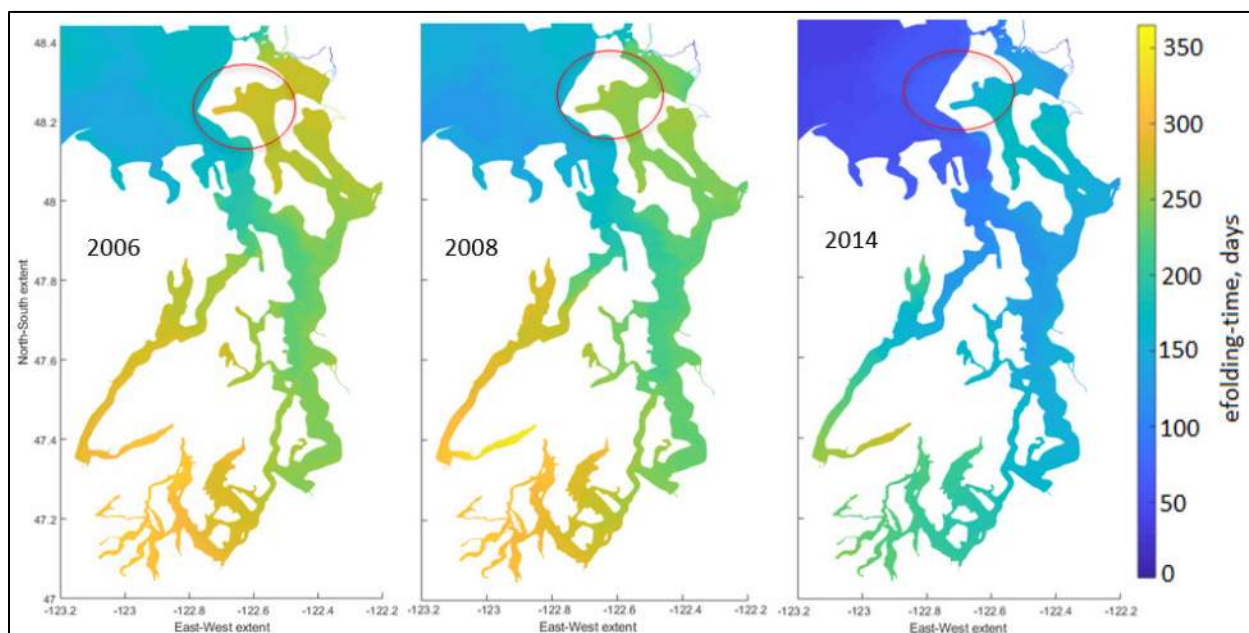 2006
2008
2014
48.4
48.2
48
47.8
47.6
47.4
47.2
47
North-South extent
-123.2 -123 -122.8 -122.6 -122.4 -122.2
-123.2 -123 -122.8 -122.6 -122.4 -122.2
-123.2 -123 -122.8 -122.6 -122.4 -122.2
East-West extent
East-West extent
East-West extent
350
300
250
200
150
100
50
0
efolding-time, days